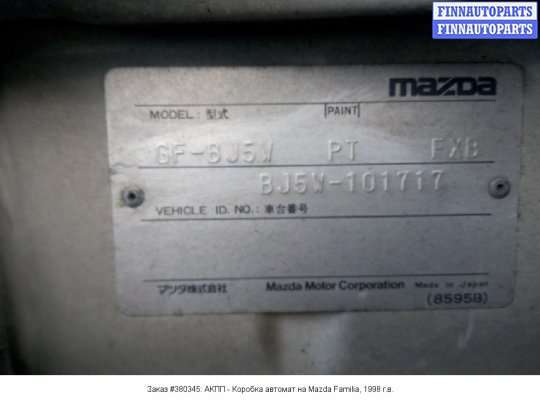 FINNAUTOPARTS
FINNAUTOPARTS
mazDa
MODEL: 型式 PAINT
GF-BJ5W PT FXB
BJ5W-101717
VEHICLE ID. NO.: 車台番号
マツダ株式会社 Mazda Motor Corporation Made in Japan
(8595B)
Заказ #380345. АКПП - Коробка автомат на Mazda Familia, 1998 г.в.